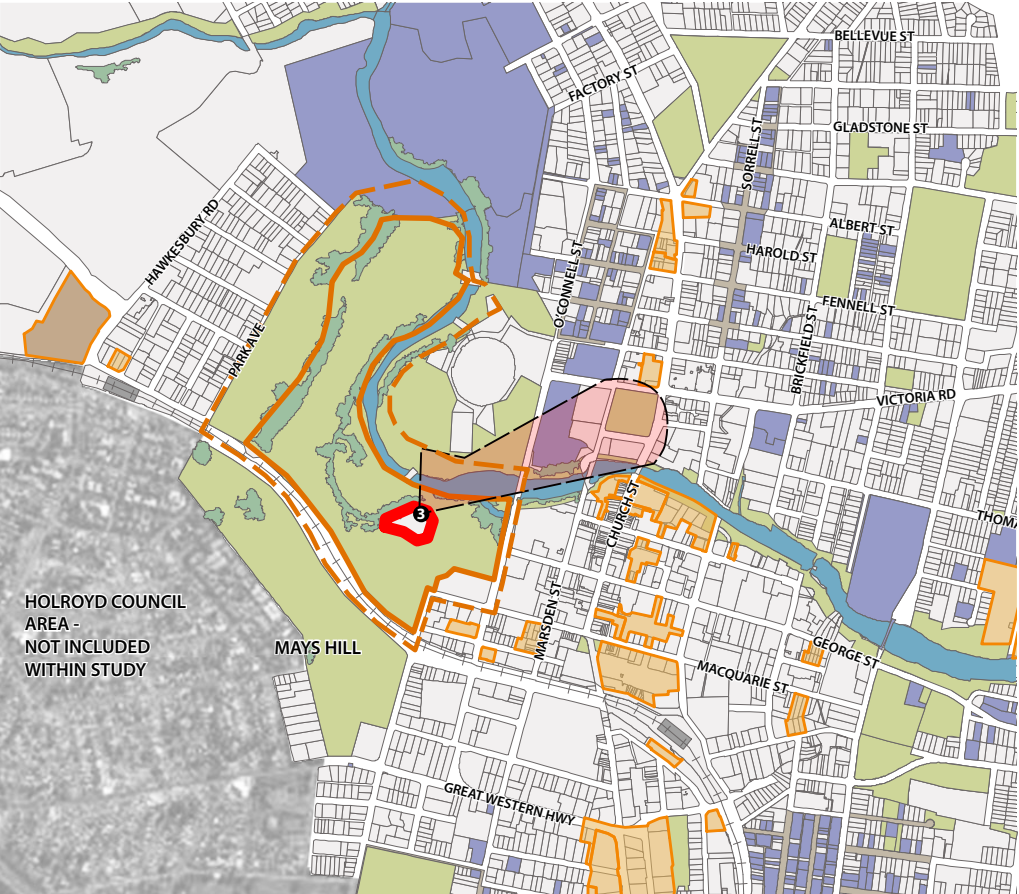 BELLEVUE ST
FACTORY ST
GLADSTONE ST
SORRELL ST
HAWKESBURY RD
ALBERT ST
HAROLD ST
O'CONNELL ST
FENNELL ST
BRICKFIELD ST
PARK AVE
VICTORIA RD
3
CHURCH ST
THOMA
HOLROYD COUNCIL
AREA -
NOT INCLUDED
WITHIN STUDY
MARSDEN ST
MAYS HILL
GEORGE ST
MACQUARIE ST
GREAT WESTERN HWY